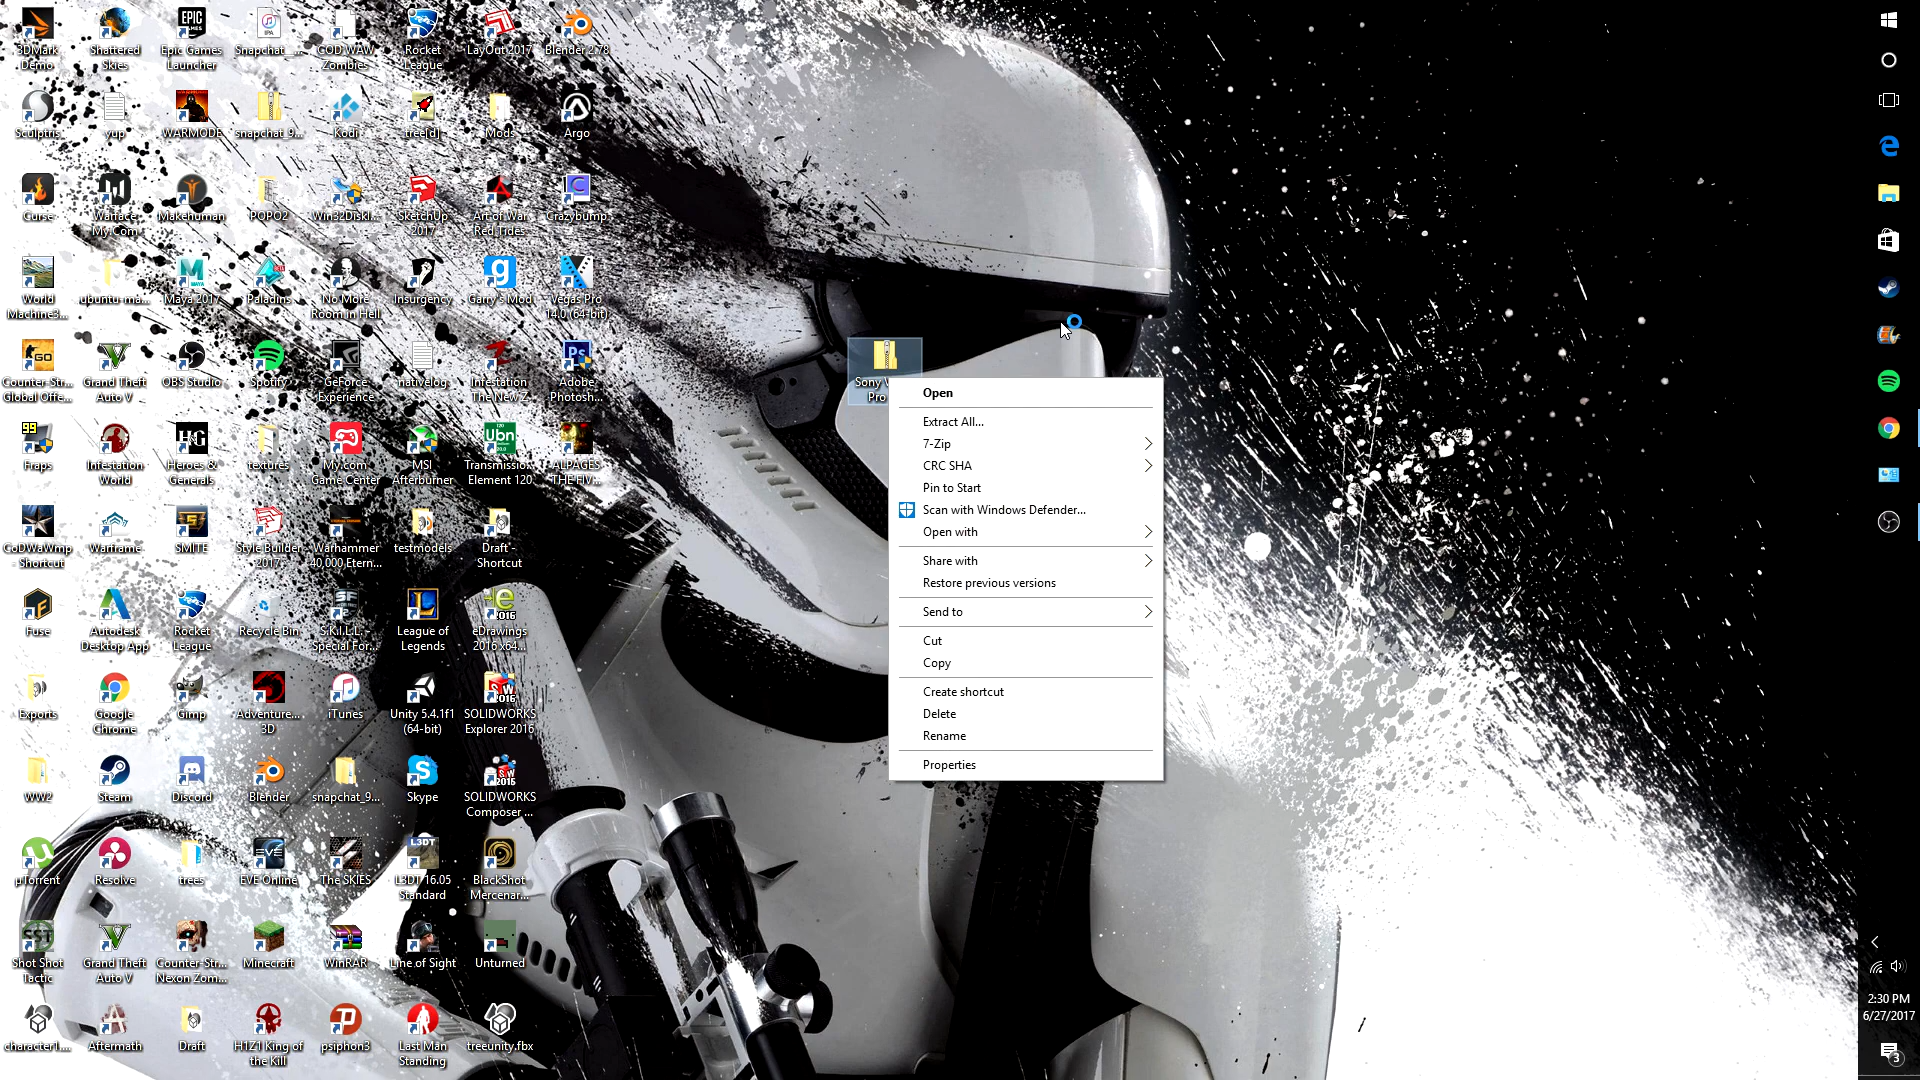 3DMark
Demo
Shattered
Skies
Epic Games
Launcher
Snapchat_...
COD WAW
Zombies
Rocket
League
LayOut 2017
Blender 2.78
Sculptris
yup
WARMODE
snapchat_9...
Kodi
tree[d]
Mods
Argo
Curse
Warface
My.Com
Makehuman
POPO2
Win32DiskI...
SketchUp
2017
Art of War
Red Tides
Crazybump
World
Machine3...
ubuntu-ma...
Maya 2017
Paladins
No More
Room in Hell
Insurgency
Garry's Mod
Vegas Pro
14.0 (64-bit)
Counter-Str...
Global Offe...
Grand Theft
Auto V
OBS Studio
Spotify
GeForce
Experience
nativelog
Infestation
The New Z...
Adobe
Photosh...
Sony V
Pro
Fraps
Infestation
World
Heroes &
Generals
textures
My.com
Game Center
MSI
Afterburner
Transmissio...
Element 120
ALPAGES
THE FIV...
CoDWaWmp
- Shortcut
Warframe
SMITE
Style Builder
2017
Warhammer
40,000 Etern...
testmodels
Draft -
Shortcut
Fuse
Autodesk
Desktop App
Rocket
League
Recycle Bin
S.K.I.L.L. -
Special For...
League of
Legends
eDrawings
2016 x64...
Exports
Google
Chrome
Gimp
Adventure...
3D
iTunes
Unity 5.4.1f1
(64-bit)
SOLIDWORKS
Explorer 2016
WW2
Steam
Discord
Blender
snapchat_9...
Skype
SOLIDWORKS
Composer ...
µTorrent
Resolve
trees
EVE Online
The SKIES
L3DT 16.05
Standard
BlackShot
Mercenar...
Shot Shot
Tactic
Grand Theft
Auto V
Counter-Str...
Nexon Zom...
Minecraft
WinRAR
Line of Sight
Unturned
character1....
Aftermath
Draft
H1Z1 King of
the Kill
psiphon3
Last Man
Standing
treeunity.fbx
Open
Extract All...
7-Zip
CRC SHA
Pin to Start
Scan with Windows Defender...
Open with
Share with
Restore previous versions
Send to
Cut
Copy
Create shortcut
Delete
Rename
Properties
2:30 PM
6/27/2017
3